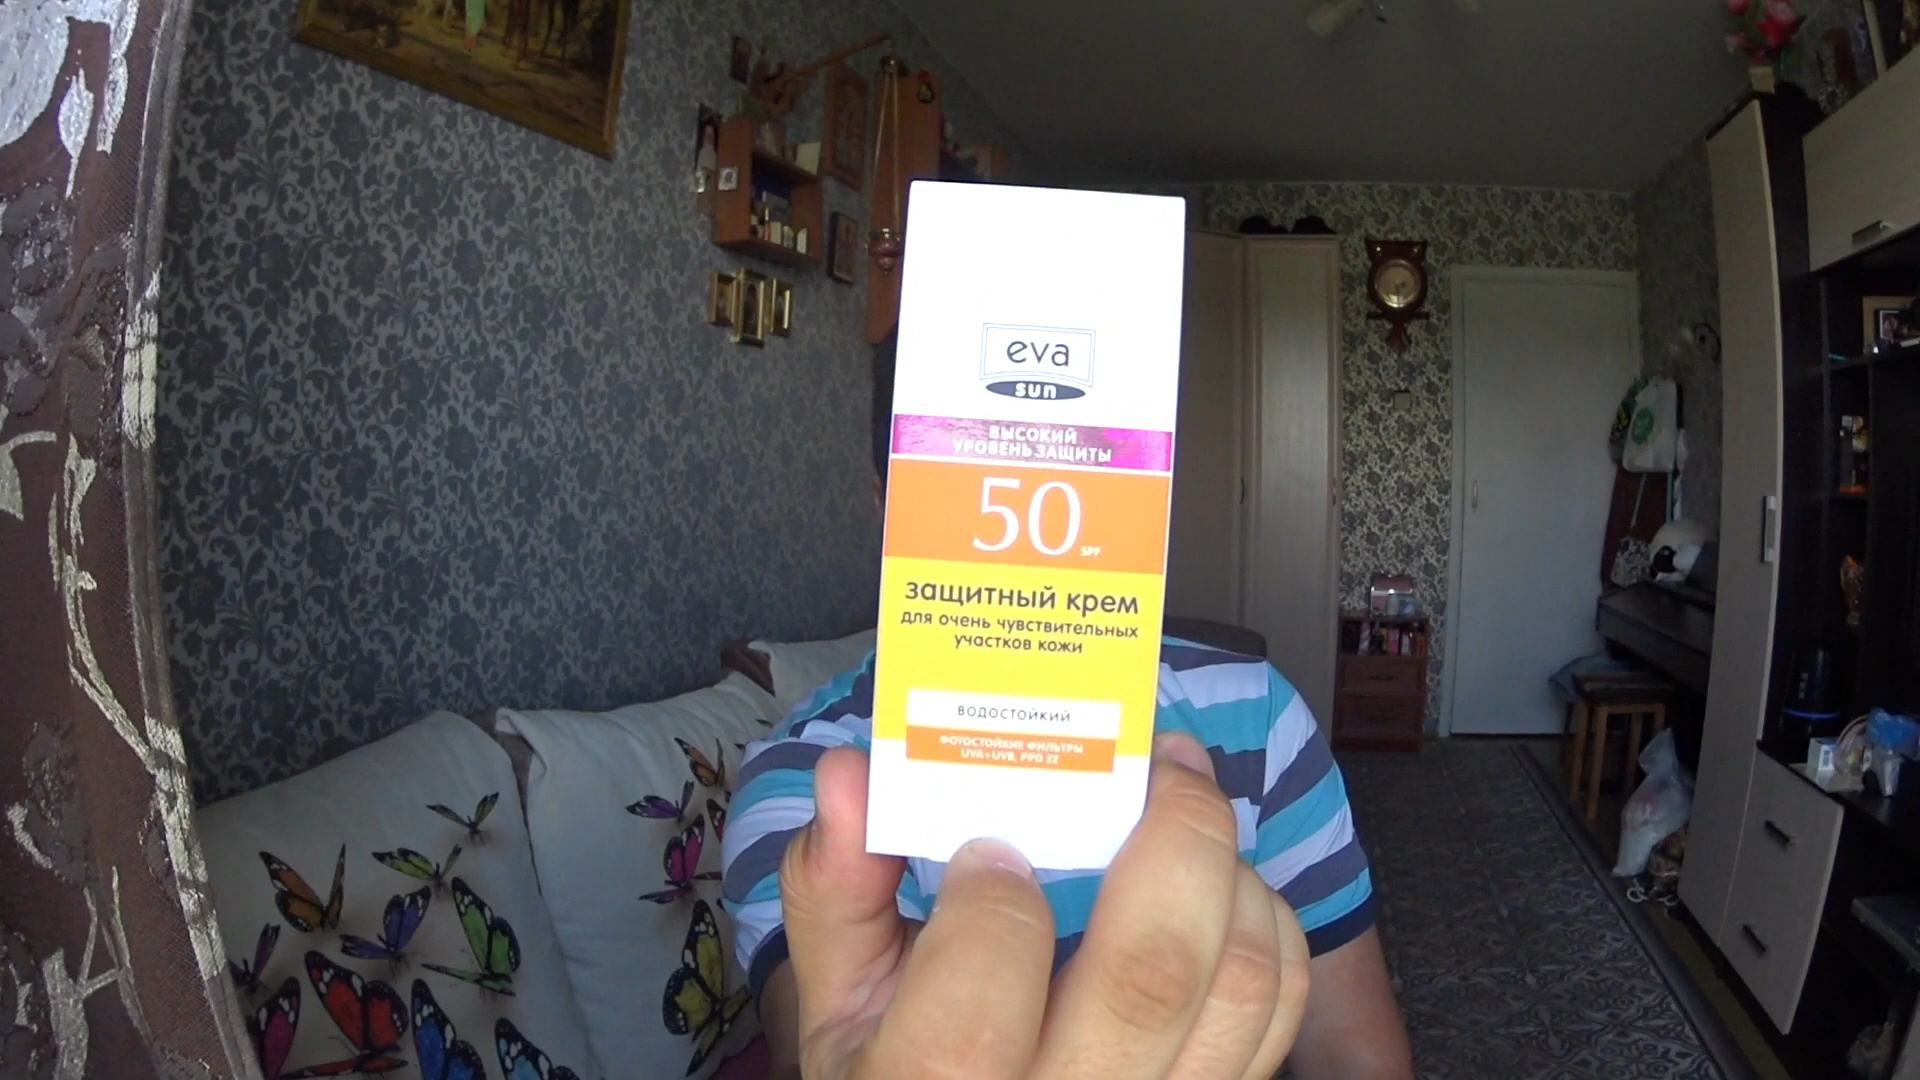 eva
sun
ВЫСОКИЙ
УРОВЕНЬ ЗАЩИТЫ
50 SPF
защитный крем
для очень чувствительных
участков кожи
ВОДОСТОЙКИЙ
ФОТОСТОЙКИЕ ФИЛЬТРЫ
UVA+UVB, PPD 22